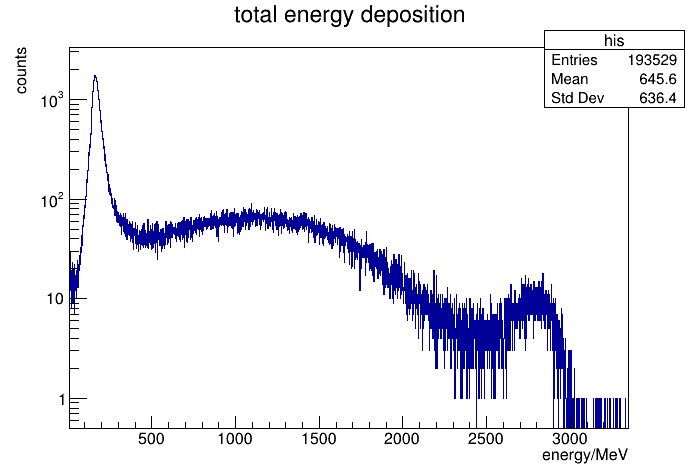 total energy deposition
his
Entries 193529
Mean 645.6
Std Dev 636.4
counts
10³
10²
10
1
500 1000 1500 2000 2500 3000
energy/MeV